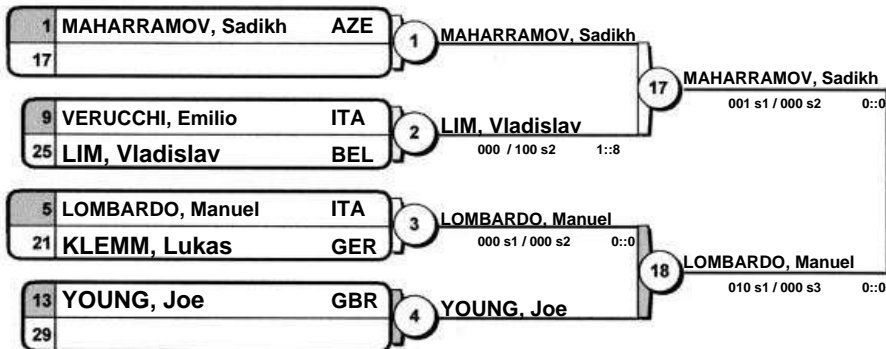 1 MAHARRAMOV, Sadikh AZE
17
1
MAHARRAMOV, Sadikh
9 VERUCCHI, Emilio ITA
25 LIM, Vladislav BEL
2
LIM, Vladislav
000 / 100 s2 1::8
17
MAHARRAMOV, Sadikh
001 s1 / 000 s2 0::0
5 LOMBARDO, Manuel ITA
21 KLEMM, Lukas GER
3
LOMBARDO, Manuel
000 s1 / 000 s2 0::0
13 YOUNG, Joe GBR
29
4
YOUNG, Joe
18
LOMBARDO, Manuel
010 s1 / 000 s3 0::0